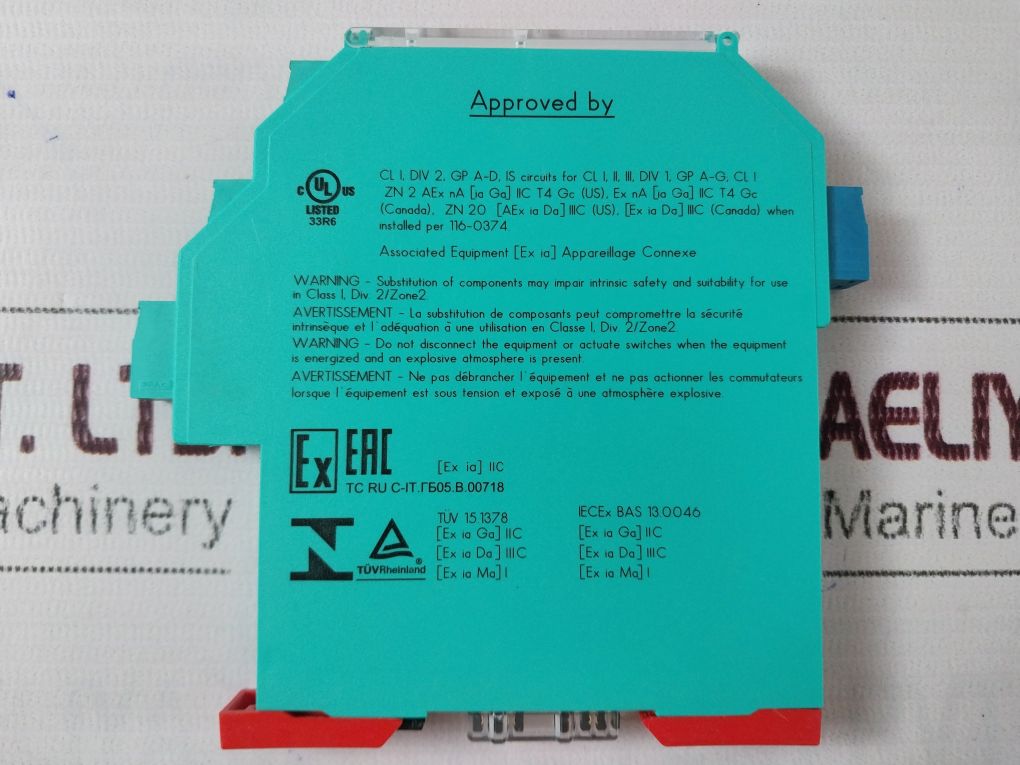 Approved by
C UL US
LISTED
33R6
CL I, DIV 2, GP A-D, IS circuits for CL I, II, III, DIV 1, GP A-G, CL I
ZN 2 AEx nA [ia Ga] IIC T4 Gc (US), Ex nA [ia Ga] IIC T4 Gc
(Canada), ZN 20 [AEx ia Da] IIIC (US), [Ex ia Da] IIIC (Canada) when
installed per 116-0374.
Associated Equipment [Ex ia] Appareillage Connexe
WARNING - Substitution of components may impair intrinsic safety and suitability for use
in Class I, Div. 2/Zone2.
AVERTISSEMENT - La substitution de composants peut compromettre la sécurité
intrinsèque et l'adéquation à une utilisation en Classe I, Div. 2/Zone2.
WARNING - Do not disconnect the equipment or actuate switches when the equipment
is energized and an explosive atmosphere is present.
AVERTISSEMENT - Ne pas débrancher l'équipement et ne pas actionner les commutateurs
lorsque l'équipement est sous tension et exposé à une atmosphère explosive.
Ex EAC [Ex ia] IIC
TC RU C-IT.ГБ05.B.00718
TÜVRheinland®
TÜV 15.1378
[Ex ia Ga] IIC
[Ex ia Da] IIIC
[Ex ia Ma] I
IECEx BAS 13.0046
[Ex ia Ga] IIC
[Ex ia Da] IIIC
[Ex ia Ma] I
T. LT
AELIY
achinery
Marine